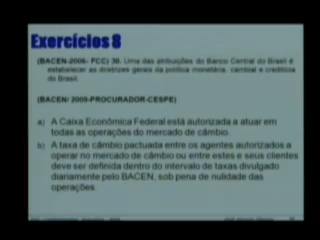 Exercícios 8
(BACEN-2006- FCC) 30. Uma das atribuições do Banco Central do Brasil é
estabelecer as diretrizes gerais da política monetária, cambial e creditícia
do Brasil.
(BACEN/ 2009-PROCURADOR-CESPE)
a) A Caixa Econômica Federal está autorizada a atuar em
todas as operações do mercado de câmbio.
b) A taxa de câmbio pactuada entre os agentes autorizados a
operar no mercado de câmbio ou entre estes e seus clientes
deve ser definida dentro do intervalo de taxas divulgado
diariamente pelo BACEN, sob pena de nulidade das
operações.